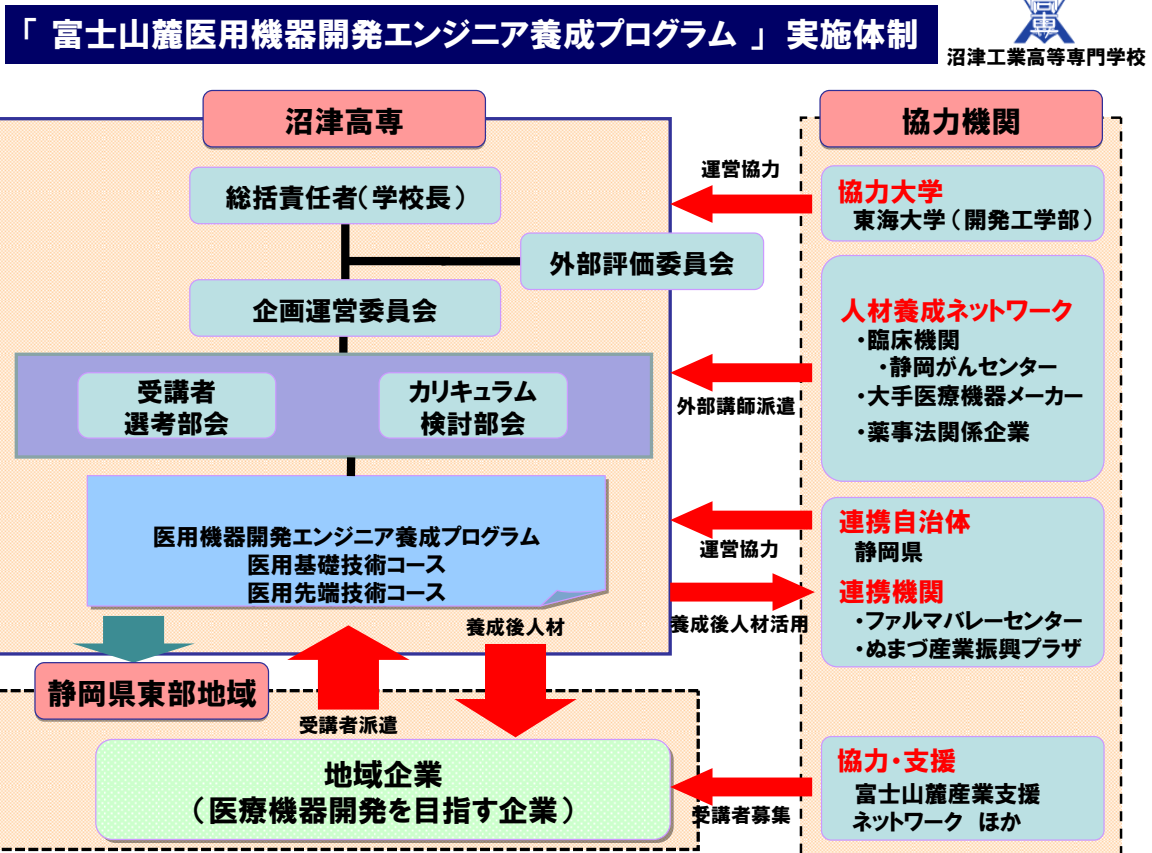 「 富士山麓医用機器開発エンジニア養成プログラム 」 実施体制
高専
沼津工業高等専門学校
沼津高専
総括責任者(学校長)
外部評価委員会
企画運営委員会
受講者
選考部会
カリキュラム
検討部会
医用機器開発エンジニア養成プログラム
医用基礎技術コース
医用先端技術コース
養成後人材
受講者派遣
静岡県東部地域
地域企業
(医療機器開発を目指す企業)
運営協力
外部講師派遣
運営協力
養成後人材活用
受講者募集
協力機関
協力大学
東海大学(開発工学部)
人材養成ネットワーク
・臨床機関
・静岡がんセンター
・大手医療機器メーカー
・薬事法関係企業
連携自治体
静岡県
連携機関
・ファルマバレーセンター
・ぬまづ産業振興プラザ
協力・支援
富士山麓産業支援
ネットワーク ほか